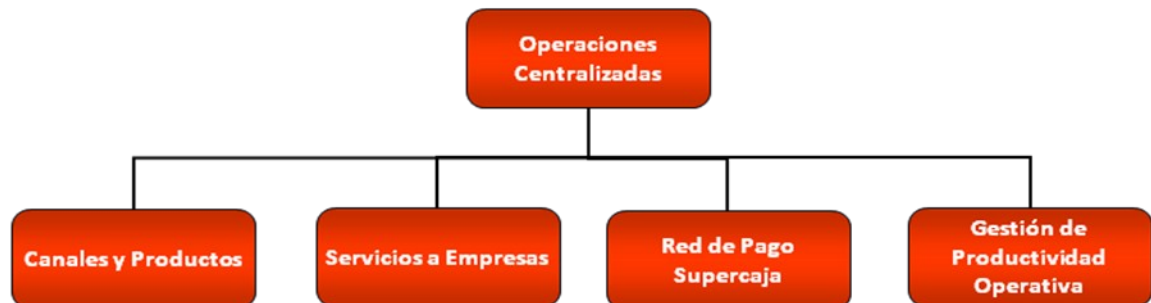 Operaciones
Centralizadas
Canales y Productos
Servicios a Empresas
Red de Pago
Supercaja
Gestión de
Productividad
Operativa